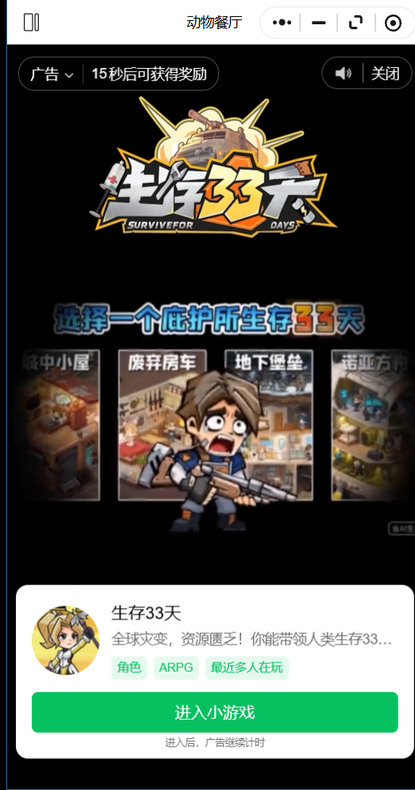 动物餐厅
广告 15秒后可获得奖励 关闭
生存33天
SURVIVEFOR DAYS
选择一个庇护所生存33天
中小屋 废弃房车 地下堡垒 诺亚方舟
含AI生
生存33天
全球灾变，资源匮乏！你能带领人类生存33...
角色 ARPG 最近多人在玩
进入小游戏
进入后，广告继续计时